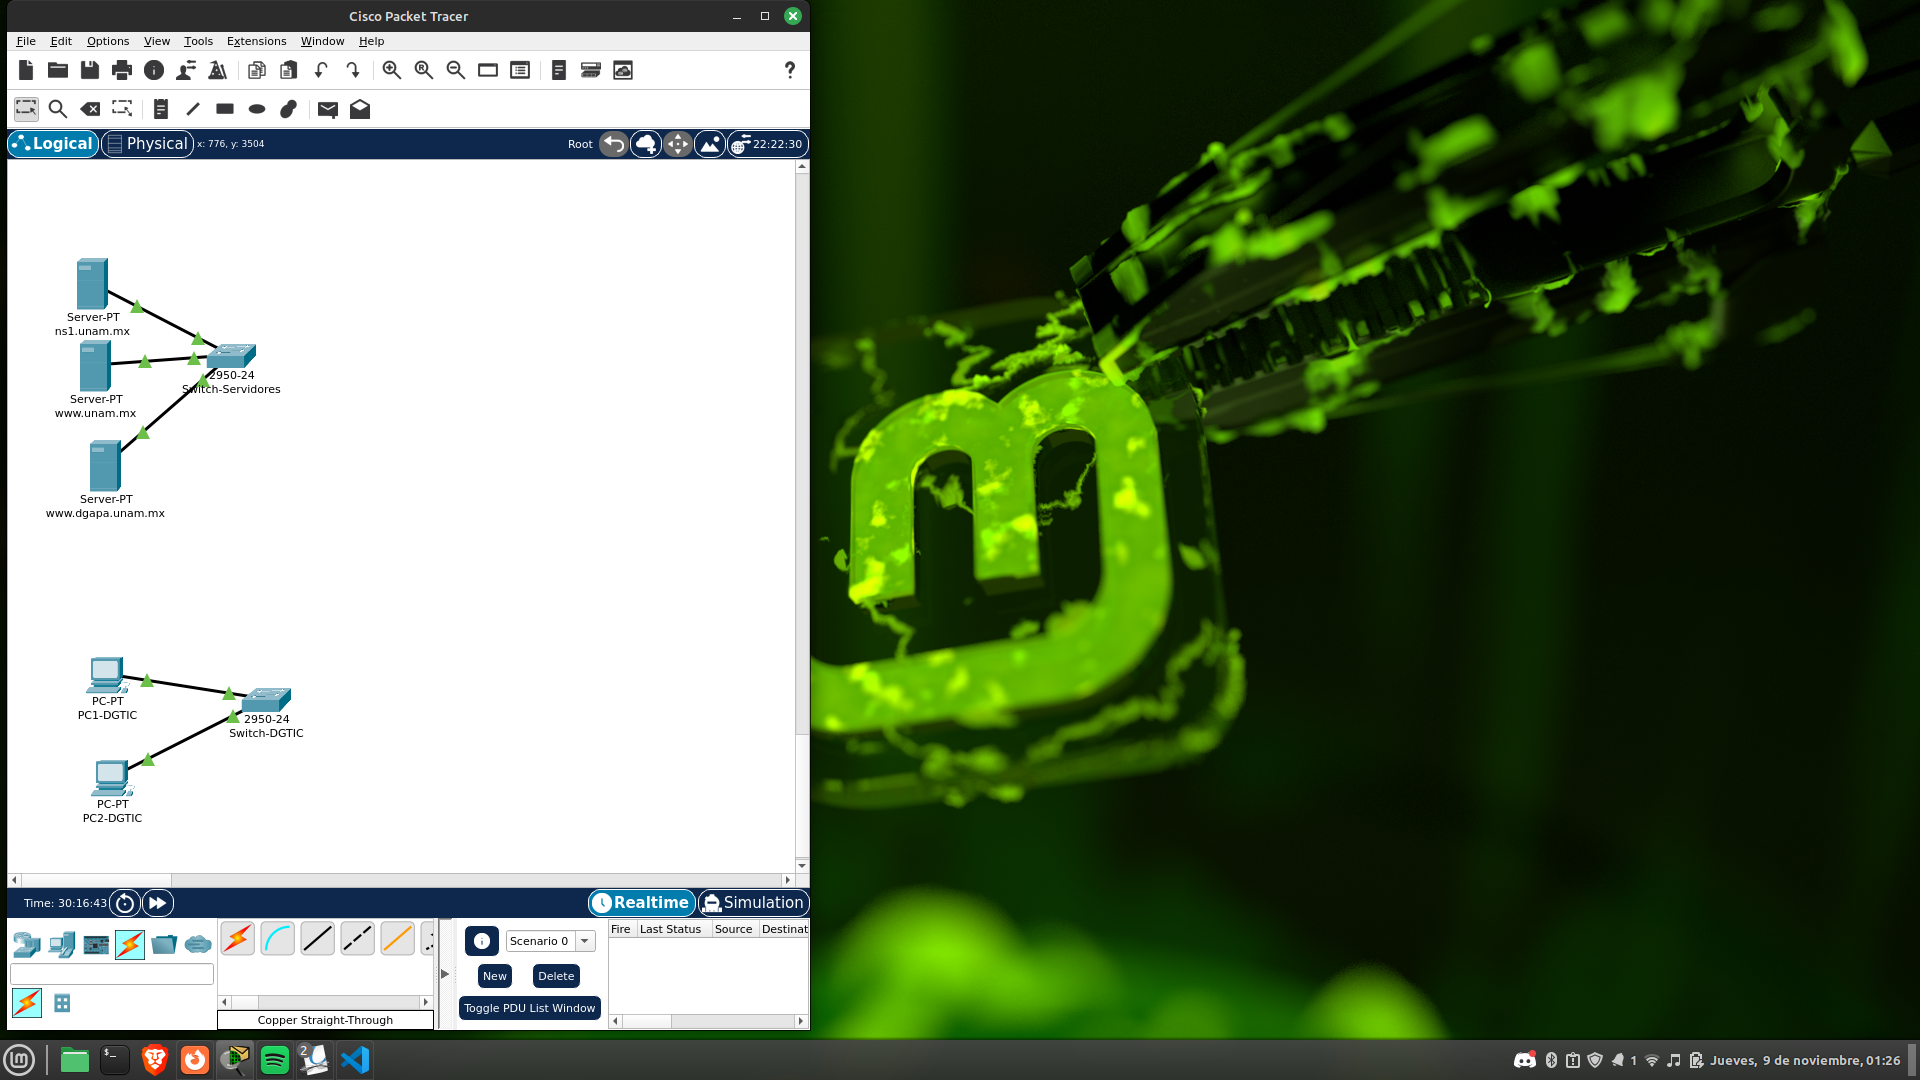 Cisco Packet Tracer
File Edit Options View Tools Extensions Window Help
Logical Physical x: 776, y: 3504 Root 22:22:30
Server-PT
ns1.unam.mx
Server-PT
www.unam.mx
2950-24
Switch-Servidores
Server-PT
www.dgapa.unam.mx
PC-PT
PC1-DGTIC
2950-24
Switch-DGTIC
PC-PT
PC2-DGTIC
Time: 30:16:43 Realtime Simulation
Fire Last Status Source Destinat
Scenario 0
New Delete
Toggle PDU List Window
Copper Straight-Through
2
1 Jueves, 9 de noviembre, 01:26